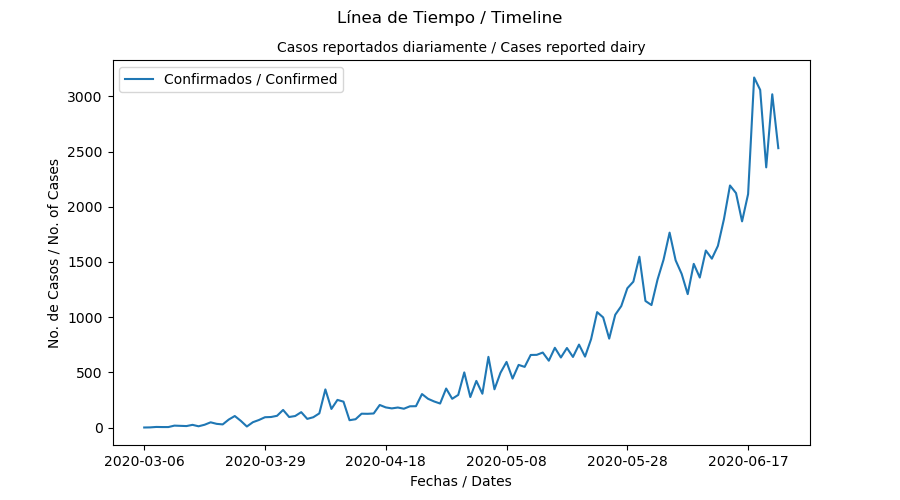 Línea de Tiempo / Timeline
Casos reportados diariamente / Cases reported dairy
Confirmados / Confirmed
3000
2500
2000
1500
1000
500
0
No. de Casos / No. of Cases
2020-03-06 2020-03-29 2020-04-18 2020-05-08 2020-05-28 2020-06-17
Fechas / Dates